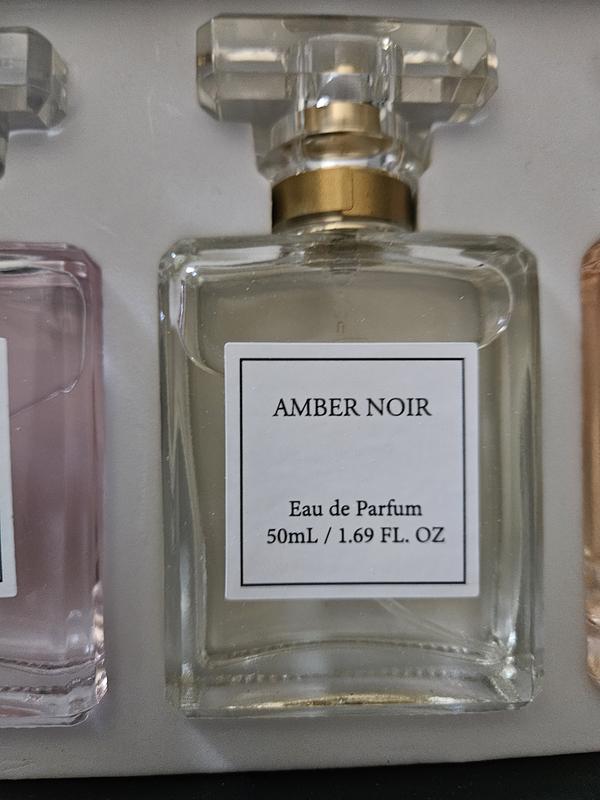 AMBER NOIR
Eau de Parfum
50mL / 1.69 FL. OZ